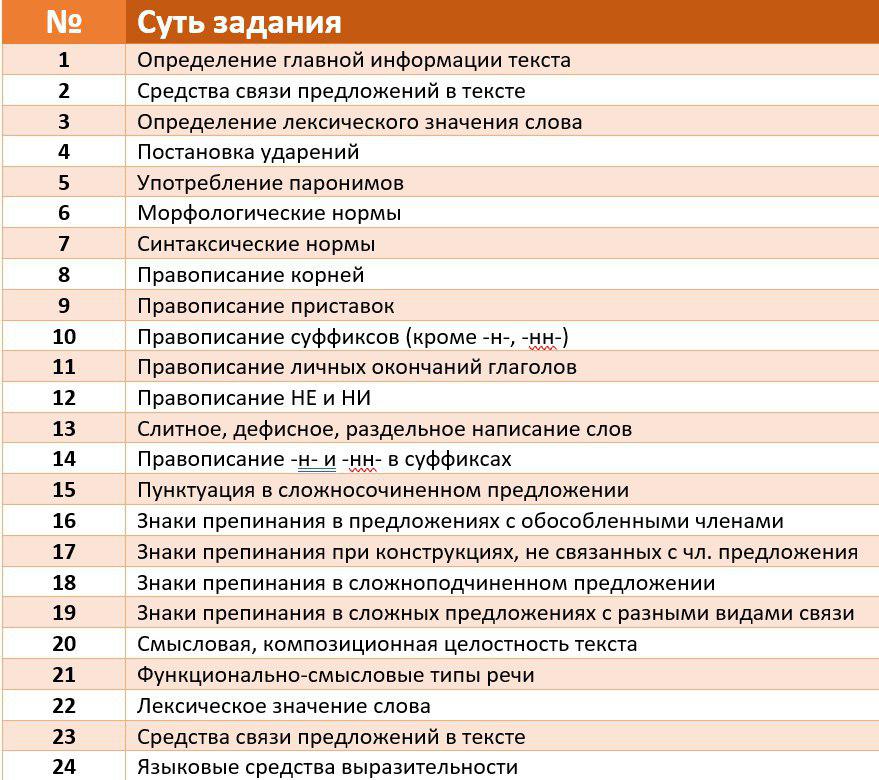 № Суть задания
1 Определение главной информации текста
2 Средства связи предложений в тексте
3 Определение лексического значения слова
4 Постановка ударений
5 Употребление паронимов
6 Морфологические нормы
7 Синтаксические нормы
8 Правописание корней
9 Правописание приставок
10 Правописание суффиксов (кроме -н-, -нн-)
11 Правописание личных окончаний глаголов
12 Правописание НЕ и НИ
13 Слитное, дефисное, раздельное написание слов
14 Правописание -н- и -нн- в суффиксах
15 Пунктуация в сложносочиненном предложении
16 Знаки препинания в предложениях с обособленными членами
17 Знаки препинания при конструкциях, не связанных с чл. предложения
18 Знаки препинания в сложноподчиненном предложении
19 Знаки препинания в сложных предложениях с разными видами связи
20 Смысловая, композиционная целостность текста
21 Функционально-смысловые типы речи
22 Лексическое значение слова
23 Средства связи предложений в тексте
24 Языковые средства выразительности